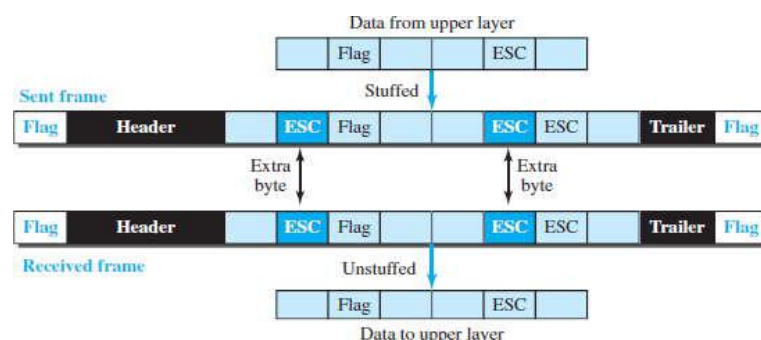 Data from upper layer
Flag ESC
Stuffed
Sent frame
Flag Header ESC Flag ESC ESC Trailer Flag
Extra byte Extra byte
Flag Header ESC Flag ESC ESC Trailer Flag
Received frame
Unstuffed
Flag ESC
Data to upper layer